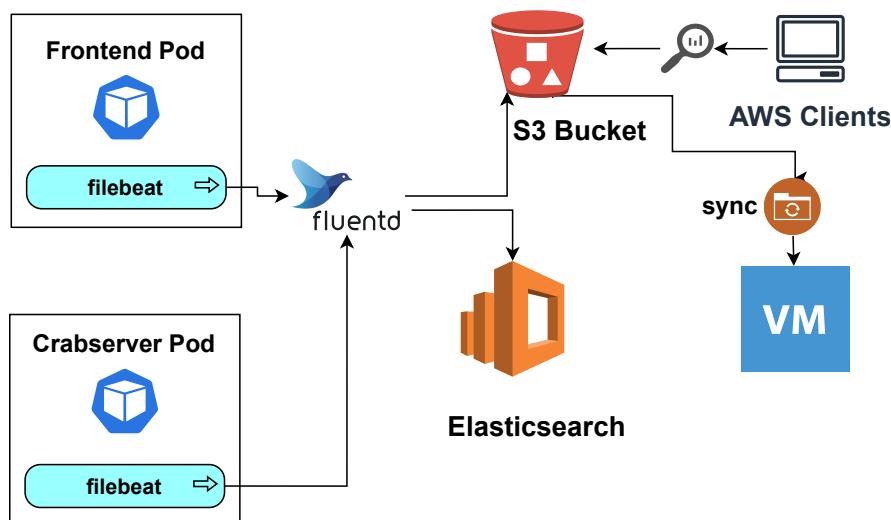 Frontend Pod
filebeat
fluentd
S3 Bucket
AWS Clients
sync
VM
Crabserver Pod
filebeat
Elasticsearch